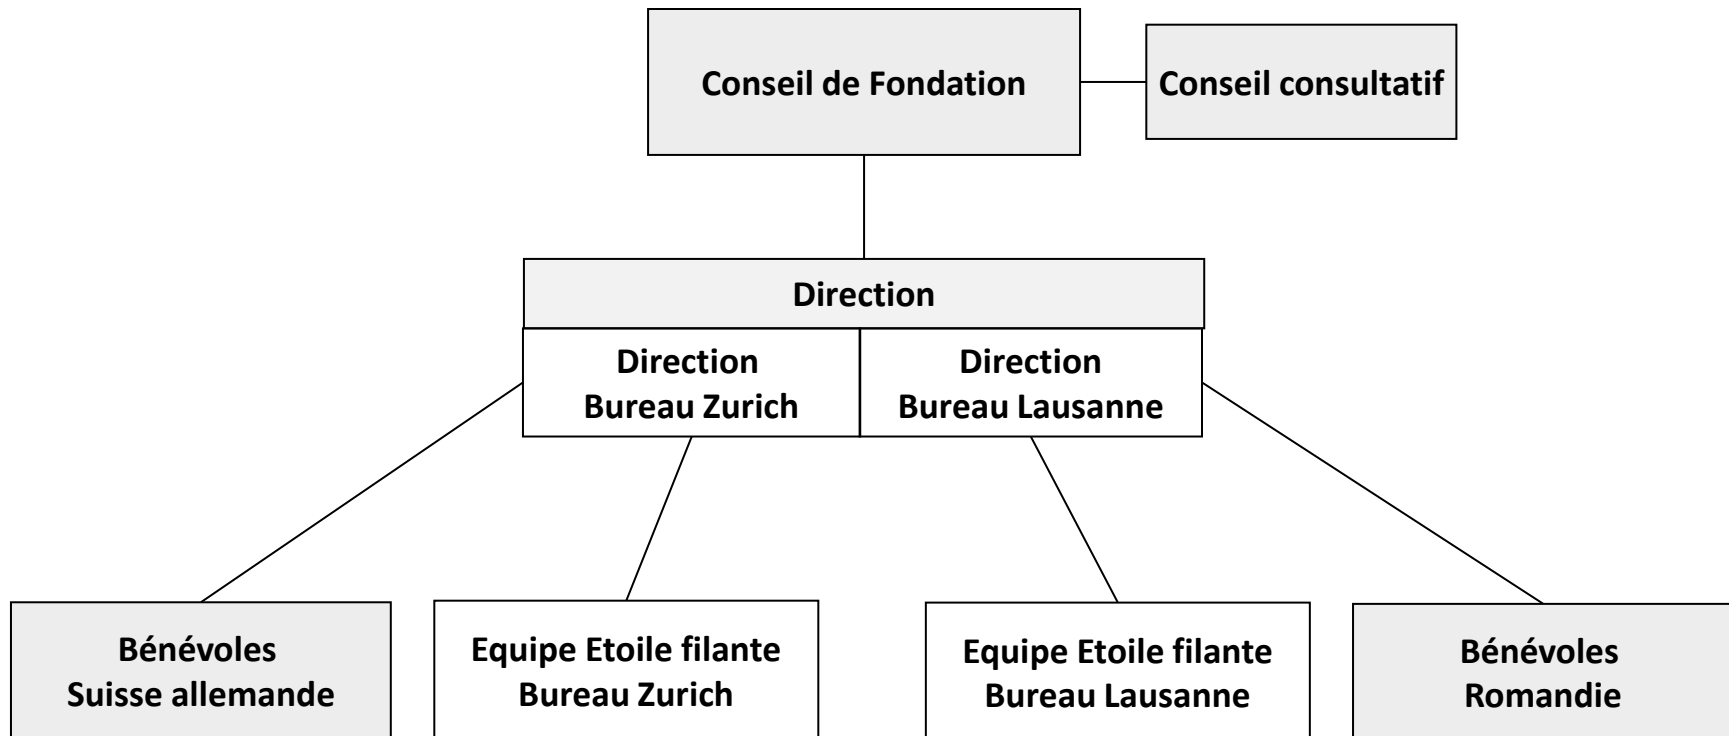 Conseil de Fondation
Conseil consultatif
Direction
Direction
Bureau Zurich
Direction
Bureau Lausanne
Bénévoles
Suisse allemande
Equipe Etoile filante
Bureau Zurich
Equipe Etoile filante
Bureau Lausanne
Bénévoles
Romandie